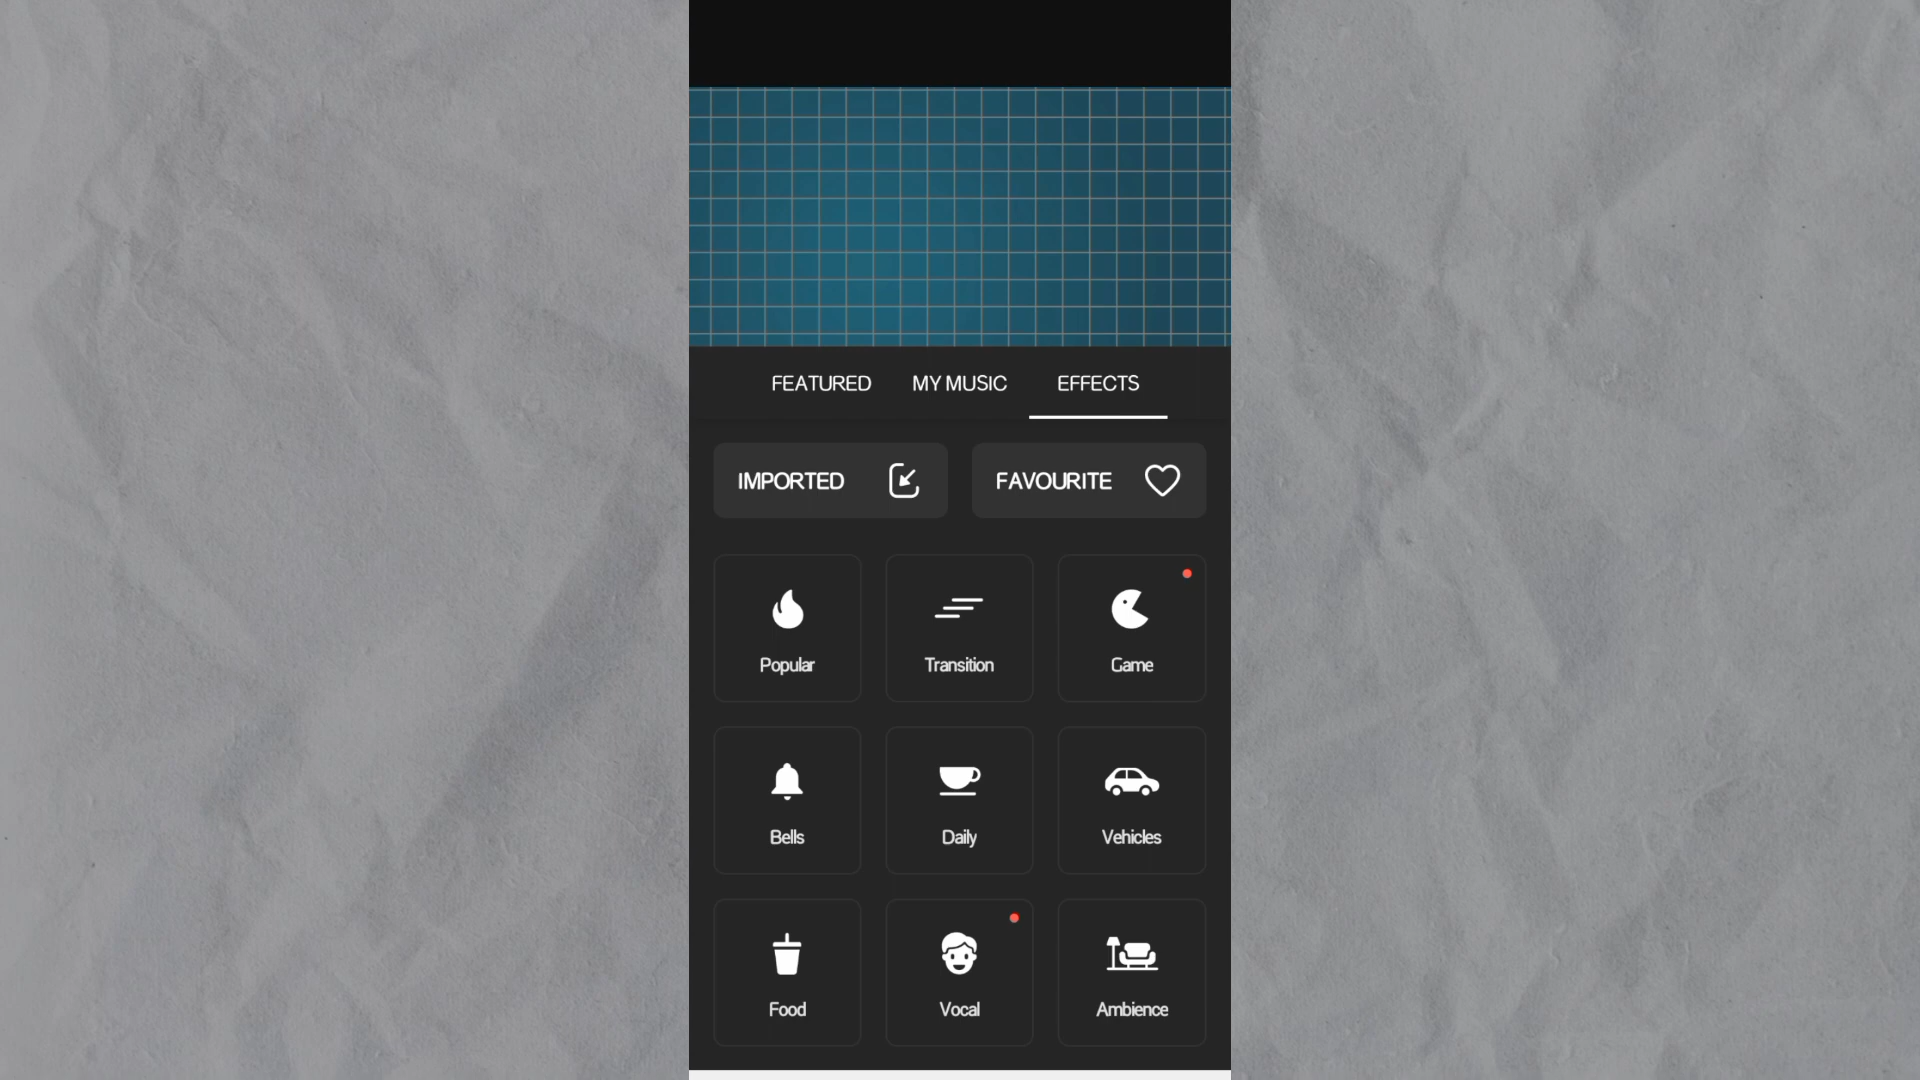 FEATURED MY MUSIC EFFECTS
IMPORTED FAVOURITE
Popular Transition Game
Bells Daily Vehicles
Food Vocal Ambience